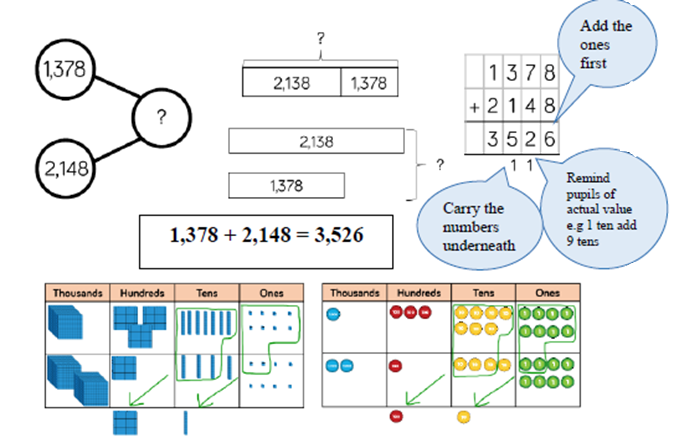 1,378
?
2,148
?
2,138
1,378
2,138
1,378
?
1 3 7 8
+ 2 1 4 8
3 5 2 6
1 1
Add the
ones
first
Carry the
numbers
underneath
Remind
pupils of
actual value
e.g 1 ten add
9 tens
1,378 + 2,148 = 3,526
Thousands Hundreds Tens Ones
Thousands Hundreds Tens Ones